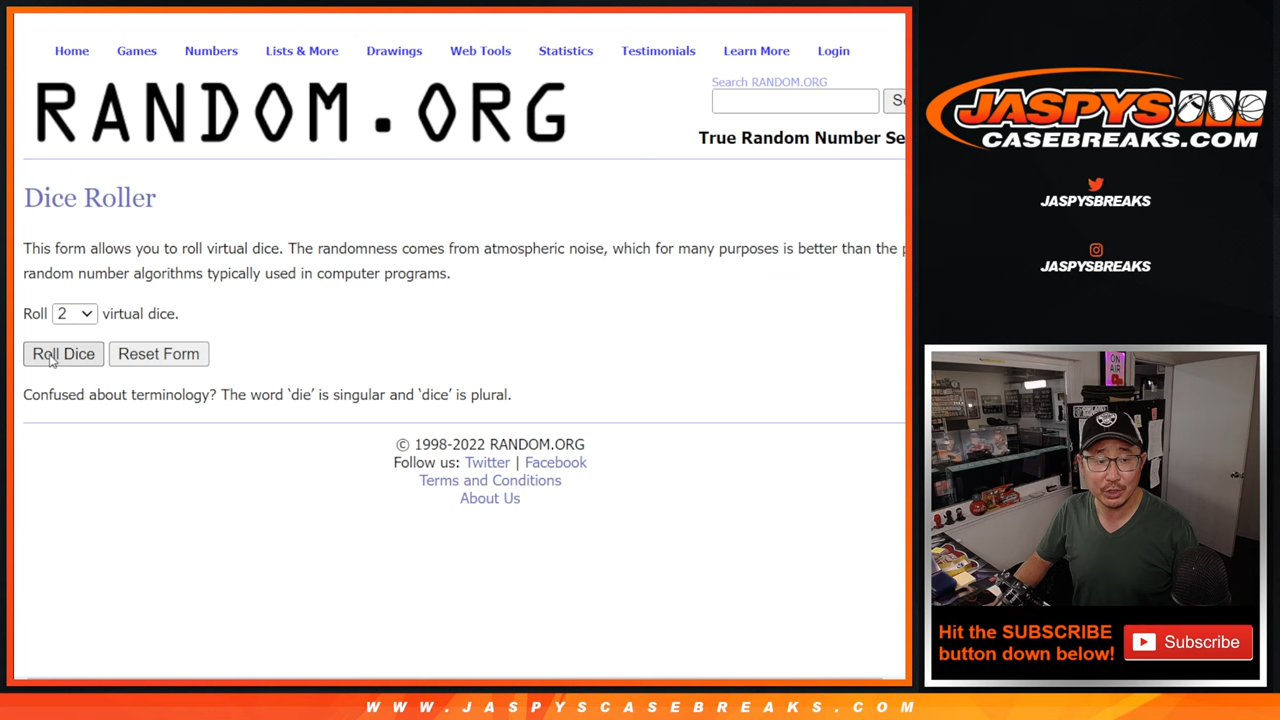 Home Games Numbers Lists & More Drawings Web Tools Statistics Testimonials Learn More Login
RANDOM.ORG
Search RANDOM.ORG
True Random Number Se
Dice Roller
This form allows you to roll virtual dice. The randomness comes from atmospheric noise, which for many purposes is better than the p
random number algorithms typically used in computer programs.
Roll 2 virtual dice.
Roll Dice Reset Form
Confused about terminology? The word ‘die’ is singular and ‘dice’ is plural.
© 1998-2022 RANDOM.ORG
Follow us: Twitter | Facebook
Terms and Conditions
About Us
JASPYS
CASEBREAKS.COM
JASPYSBREAKS
JASPYSBREAKS
ON
AIR
Hit the SUBSCRIBE
button down below!
Subscribe
WWW.JASPYSCASEBREAKS.COM